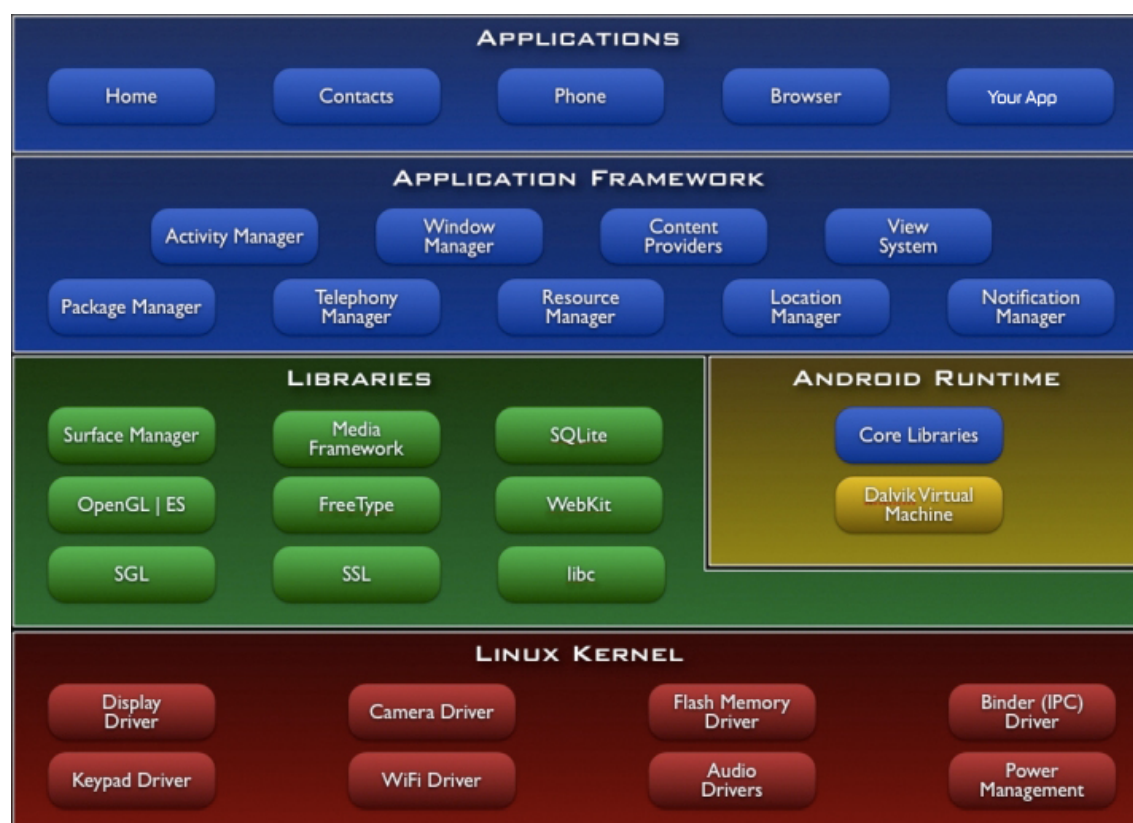 APPLICATIONS
Home
Contacts
Phone
Browser
Your App
APPLICATION FRAMEWORK
Activity Manager
Window
Manager
Content
Providers
View
System
Package Manager
Telephony
Manager
Resource
Manager
Location
Manager
Notification
Manager
LIBRARIES
Surface Manager
Media
Framework
SQLite
OpenGL | ES
FreeType
WebKit
SGL
SSL
libc
ANDROID RUNTIME
Core Libraries
Dalvik Virtual
Machine
LINUX KERNEL
Display
Driver
Camera Driver
Flash Memory
Driver
Binder (IPC)
Driver
Keypad Driver
WiFi Driver
Audio
Drivers
Power
Management